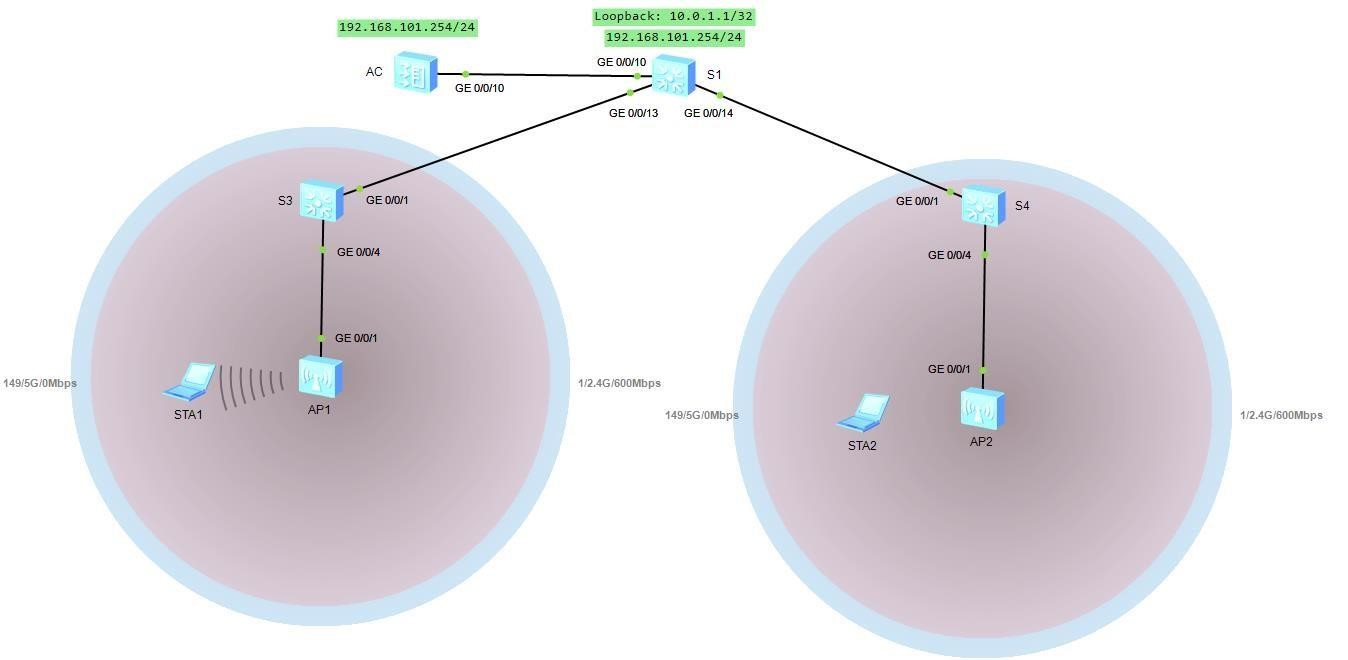 Loopback: 10.0.1.1/32
192.168.101.254/24
192.168.101.254/24
AC
GE 0/0/10
GE 0/0/10
S1
GE 0/0/13
GE 0/0/14
S3
GE 0/0/1
GE 0/0/1
S4
GE 0/0/4
GE 0/0/4
GE 0/0/1
GE 0/0/1
149/5G/0Mbps
1/2.4G/600Mbps
STA1
AP1
149/5G/0Mbps
1/2.4G/600Mbps
STA2
AP2